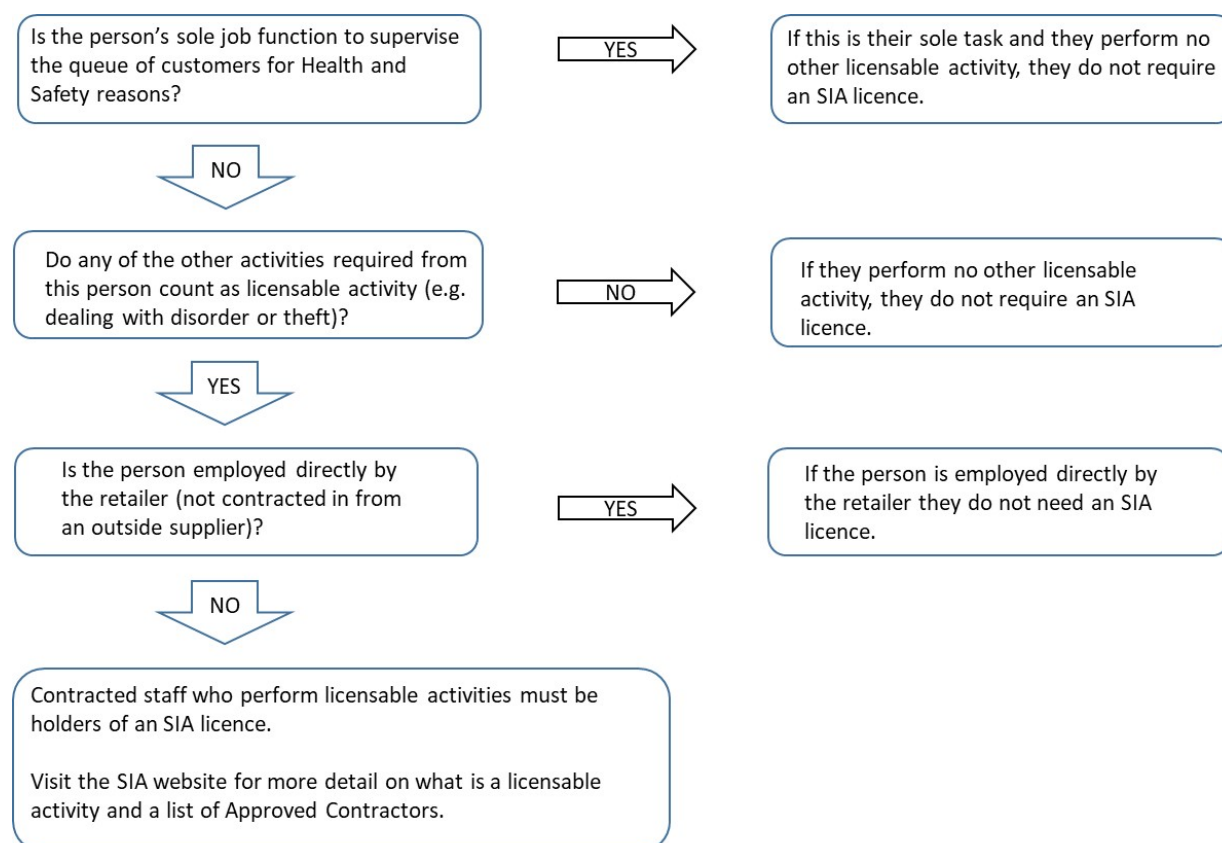 Is the person’s sole job function to supervise
the queue of customers for Health and
Safety reasons?
YES
If this is their sole task and they perform no
other licensable activity, they do not require
an SIA licence.
NO
Do any of the other activities required from
this person count as licensable activity (e.g.
dealing with disorder or theft)?
NO
If they perform no other licensable
activity, they do not require an SIA
licence.
YES
Is the person employed directly by
the retailer (not contracted in from
an outside supplier)?
YES
If the person is employed directly by
the retailer they do not need an SIA
licence.
NO
Contracted staff who perform licensable activities must be
holders of an SIA licence.
Visit the SIA website for more detail on what is a licensable
activity and a list of Approved Contractors.